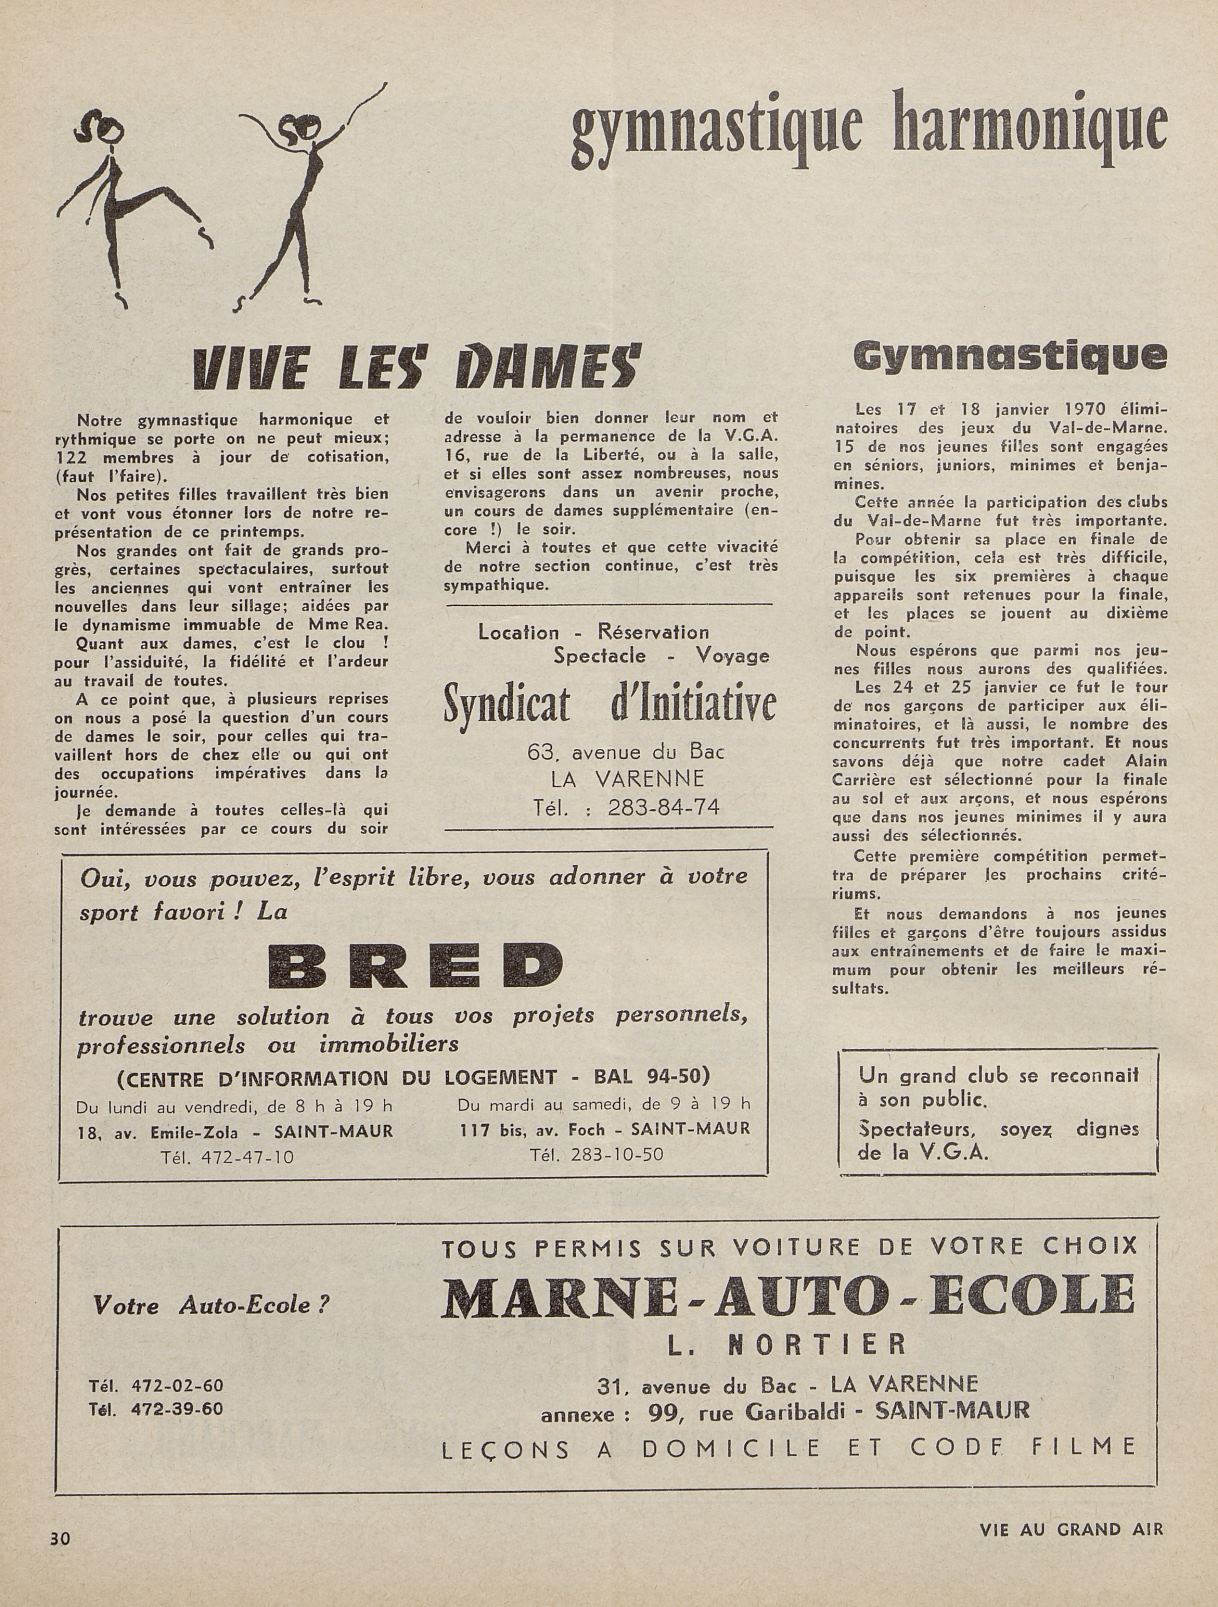 gymnastique harmonique
VIVE LES DAMES
Notre gymnastique harmonique et
rythmique se porte on ne peut mieux;
122 membres à jour de cotisation,
(faut l'faire).
Nos petites filles travaillent très bien
et vont vous étonner lors de notre re-
présentation de ce printemps.
Nos grandes ont fait de grands pro-
grès, certaines spectaculaires, surtout
les anciennes qui vont entraîner les
nouvelles dans leur sillage; aidées par
le dynamisme immuable de Mme Rea.
Quant aux dames, c'est le clou !
pour l'assiduité, la fidélité et l'ardeur
au travail de toutes.
A ce point que, à plusieurs reprises
on nous a posé la question d'un cours
de dames le soir, pour celles qui tra-
vaillent hors de chez elle ou qui ont
des occupations impératives dans la
journée.
Je demande à toutes celles-là qui
sont intéressées par ce cours du soir
de vouloir bien donner leur nom et
adresse à la permanence de la V.G.A.
16, rue de la Liberté, ou à la salle,
et si elles sont assez nombreuses, nous
envisagerons dans un avenir proche,
un cours de dames supplémentaire (en-
core !) le soir.
Merci à toutes et que cette vivacité
de notre section continue, c'est très
sympathique.
Location - Réservation
Spectacle - Voyage
Syndicat d'Initiative
63, avenue du Bac
LA VARENNE
Tél. : 283-84-74
Gymnastique
Les 17 et 18 janvier 1970 élimi-
natoires des jeux du Val-de-Marne.
15 de nos jeunes filles sont engagées
en séniors, juniors, minimes et benja-
mines.
Cette année la participation des clubs
du Val-de-Marne fut très importante.
Pour obtenir sa place en finale de
la compétition, cela est très difficile,
puisque les six premières à chaque
appareils sont retenues pour la finale,
et les places se jouent au dixième
de point.
Nous espérons que parmi nos jeu-
nes filles nous aurons des qualifiées.
Les 24 et 25 janvier ce fut le tour
de nos garçons de participer aux éli-
minatoires, et là aussi, le nombre des
concurrents fut très important. Et nous
savons déjà que notre cadet Alain
Carrière est sélectionné pour la finale
au sol et aux arçons, et nous espérons
que dans nos jeunes minimes il y aura
aussi des sélectionnés.
Cette première compétition permet-
tra de préparer les prochains crité-
riums.
Et nous demandons à nos jeunes
filles et garçons d'être toujours assidus
aux entraînements et de faire le maxi-
mum pour obtenir les meilleurs ré-
sultats.
Oui, vous pouvez, l'esprit libre, vous adonner à votre
sport favori ! La
BRED
trouve une solution à tous vos projets personnels,
professionnels ou immobiliers
(CENTRE D'INFORMATION DU LOGEMENT - BAL 94-50)
Du lundi au vendredi, de 8 h à 19 h
18, av. Emile-Zola - SAINT-MAUR
Tél. 472-47-10
Du mardi au samedi, de 9 à 19 h
117 bis, av. Foch - SAINT-MAUR
Tél. 283-10-50
Un grand club se reconnait
à son public.
Spectateurs, soyez dignes
de la V.G.A.
Votre Auto-Ecole ?
Tél. 472-02-60
Tél. 472-39-60
TOUS PERMIS SUR VOITURE DE VOTRE CHOIX
MARNE-AUTO-ECOLE
L. NORTIER
31, avenue du Bac - LA VARENNE
annexe : 99, rue Garibaldi - SAINT-MAUR
LEÇONS A DOMICILE ET CODE FILME
30
VIE AU GRAND AIR